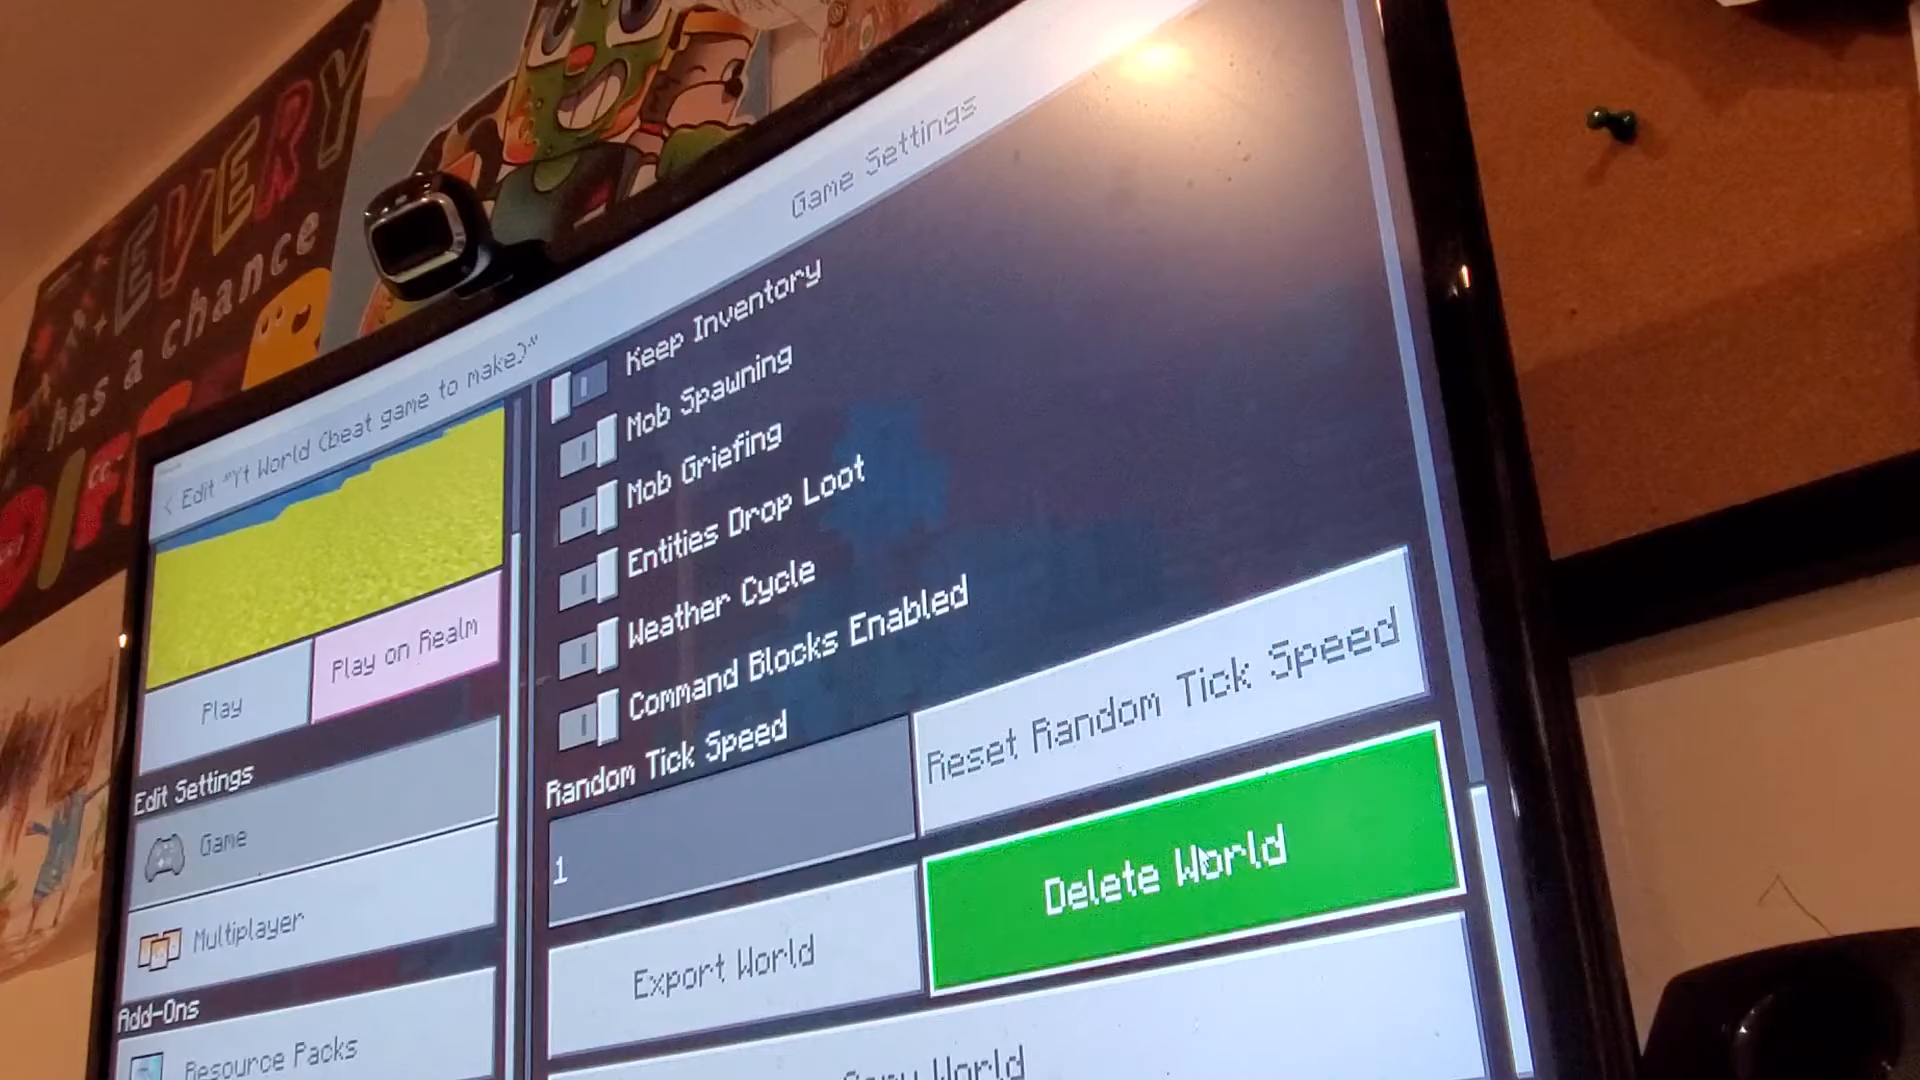 EVERY
has a chance
Game Settings
< Edit "Yt World (beat game to make)"
Play
Play on Realm
Edit Settings
Game
Multiplayer
Add-Ons
Resource Packs
Keep Inventory
Mob Spawning
Mob Griefing
Entities Drop Loot
Weather Cycle
Command Blocks Enabled
Random Tick Speed
1
Reset Random Tick Speed
Export World
Delete World
Copy World